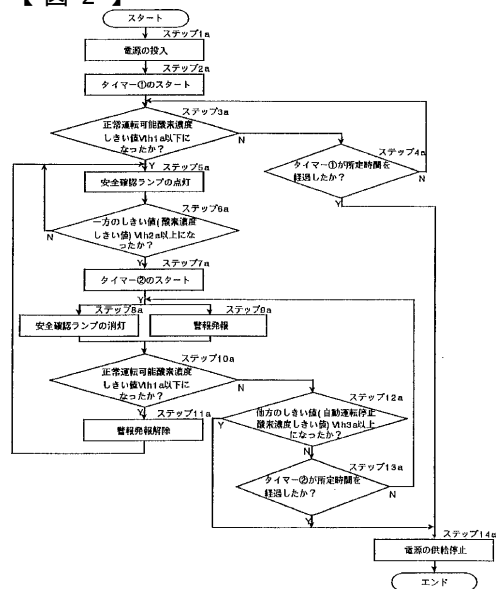 【 図 2 】
スタート
ステップ1a
電源の投入
ステップ2a
タイマー①のスタート
ステップ3a
正常運転可能酸素濃度
しきい値Vth1a以下に
なったか？
N
Y
ステップ4a
タイマー①が所定時間を
経過したか？
N
Y
ステップ5a
安全確認ランプの点灯
ステップ6a
一方のしきい値(酸素濃度
しきい値)Vth2a以上にな
ったか？
N
Y
ステップ7a
タイマー②のスタート
Y
ステップ8a
安全確認ランプの消灯
ステップ9a
警報発報
ステップ10a
正常運転可能酸素濃度
しきい値Vth1a以下に
なったか？
N
Y
ステップ11a
警報発報解除
ステップ12a
他方のしきい値(自動運転停止
酸素濃度しきい値)Vth3a以上
になったか？
Y
N
ステップ13a
タイマー②が所定時間を
経過したか？
N
Y
ステップ14a
電源の供給停止
エンド